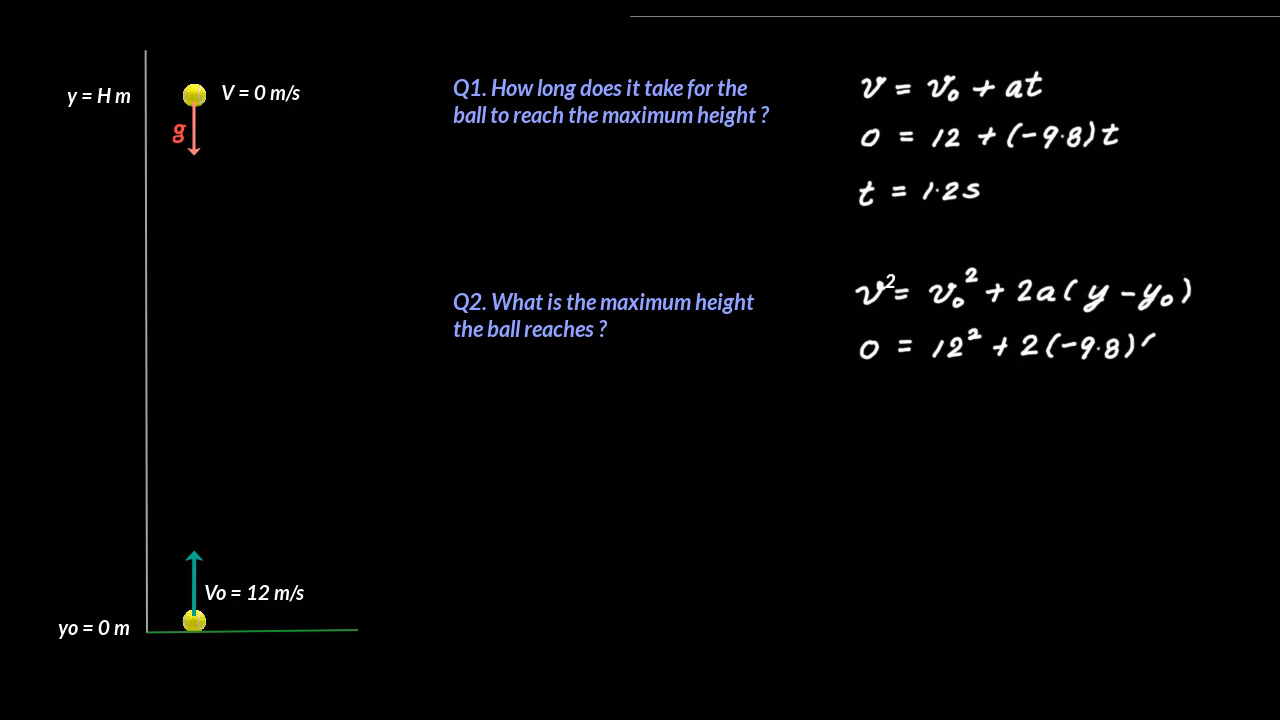 y = H m
V = 0 m/s
g
Vo = 12 m/s
yo = 0 m
Q1. How long does it take for the
ball to reach the maximum height ?
v = v₀ + at
0 = 12 + (-9.8) t
t = 1.2 s
Q2. What is the maximum height
the ball reaches ?
v² = v₀² + 2a( y - y₀ )
0 = 12² + 2(-9.8)(